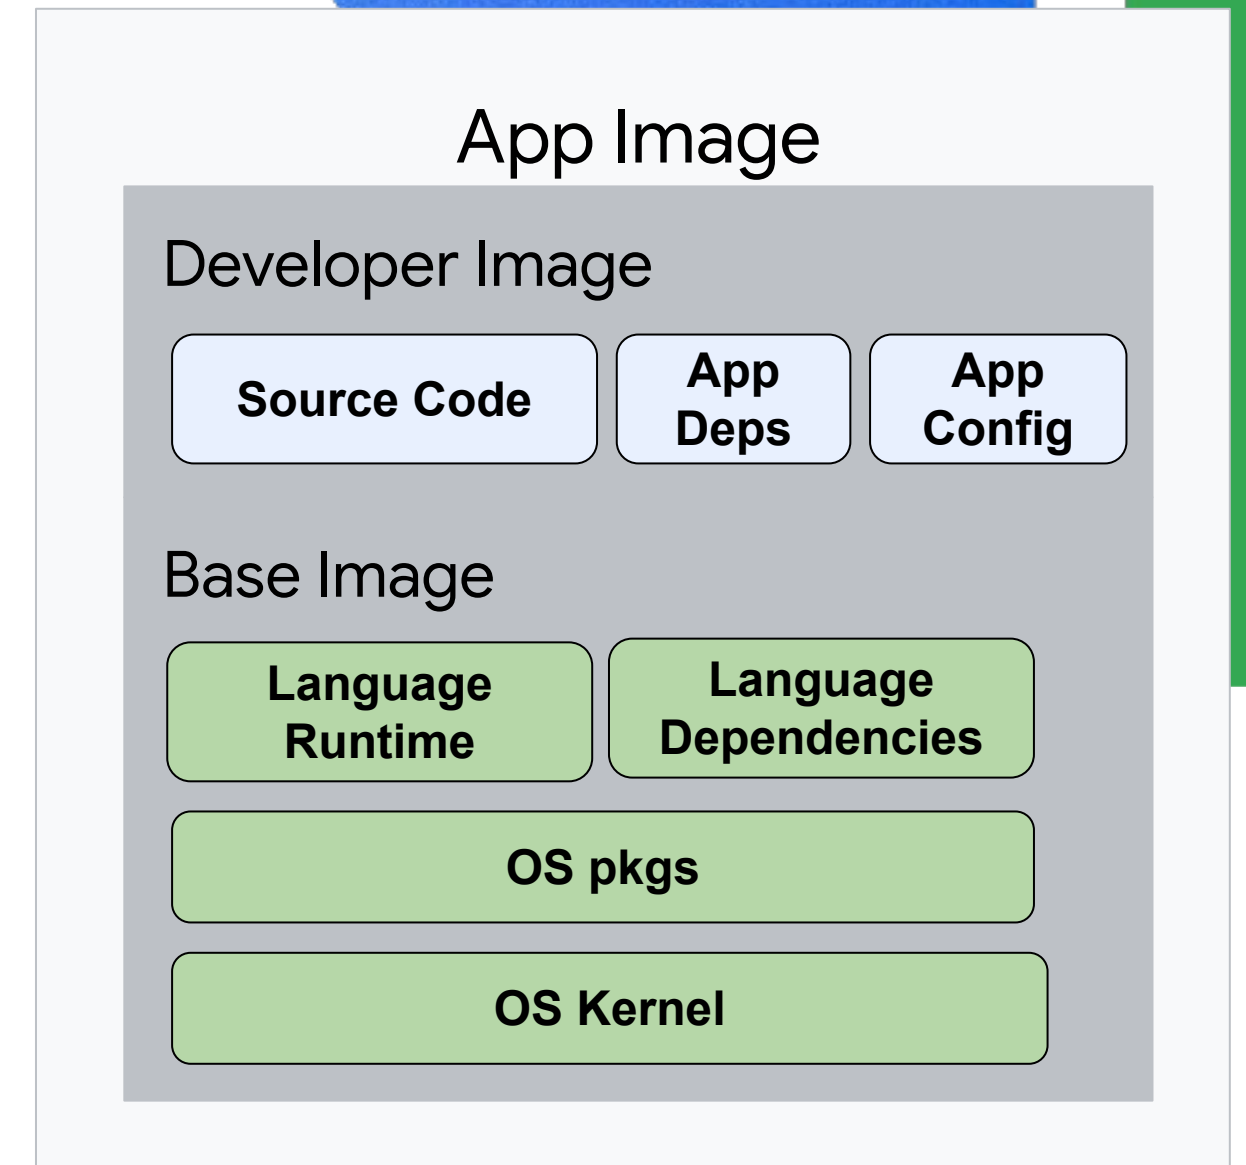 App Image
Developer Image
Source Code
App
Deps
App
Config
Base Image
Language
Runtime
Language
Dependencies
OS pkgs
OS Kernel